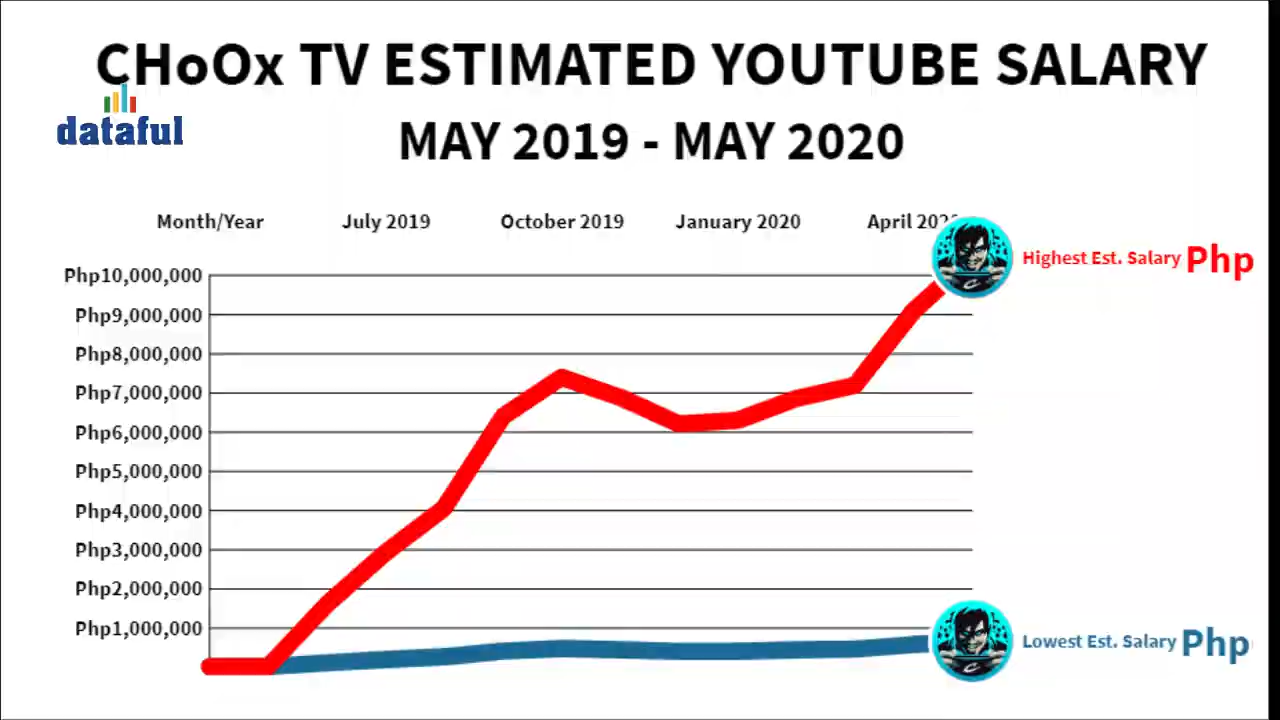 CHoOx TV ESTIMATED YOUTUBE SALARY
dataful
MAY 2019 - MAY 2020
Month/Year July 2019 October 2019 January 2020 April
Highest Est. Salary Php
Php10,000,000
Php9,000,000
Php8,000,000
Php7,000,000
Php6,000,000
Php5,000,000
Php4,000,000
Php3,000,000
Php2,000,000
Php1,000,000
Lowest Est. Salary Php